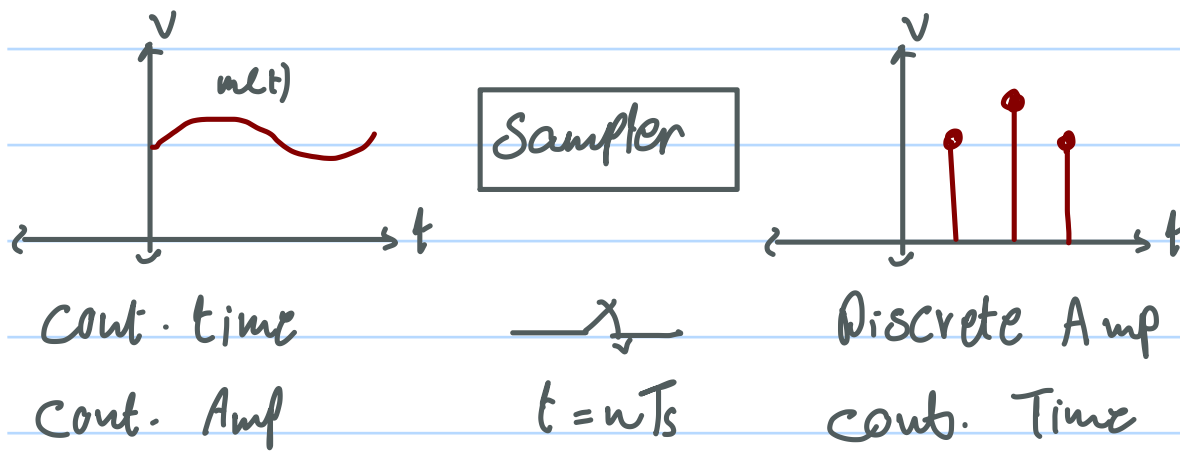 V
m(t)
t
Sampler
V
t
Cont. time
Cont. Amp
t = nTs
Discrete Amp
Cont. Time